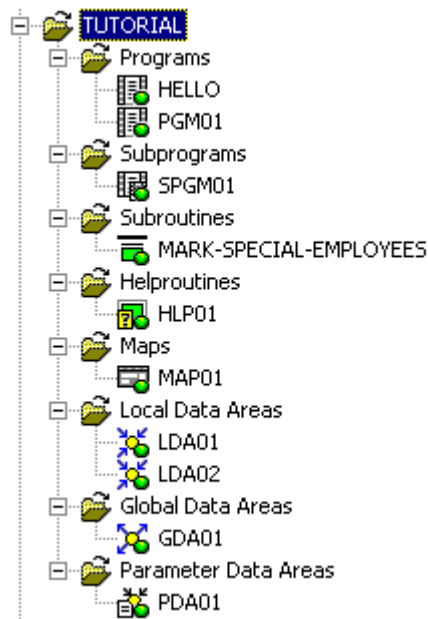 TUTORIAL
Programs
HELLO
PGM01
Subprograms
SPGM01
Subroutines
MARK-SPECIAL-EMPLOYEES
Helproutines
HLP01
Maps
MAP01
Local Data Areas
LDA01
LDA02
Global Data Areas
GDA01
Parameter Data Areas
PDA01